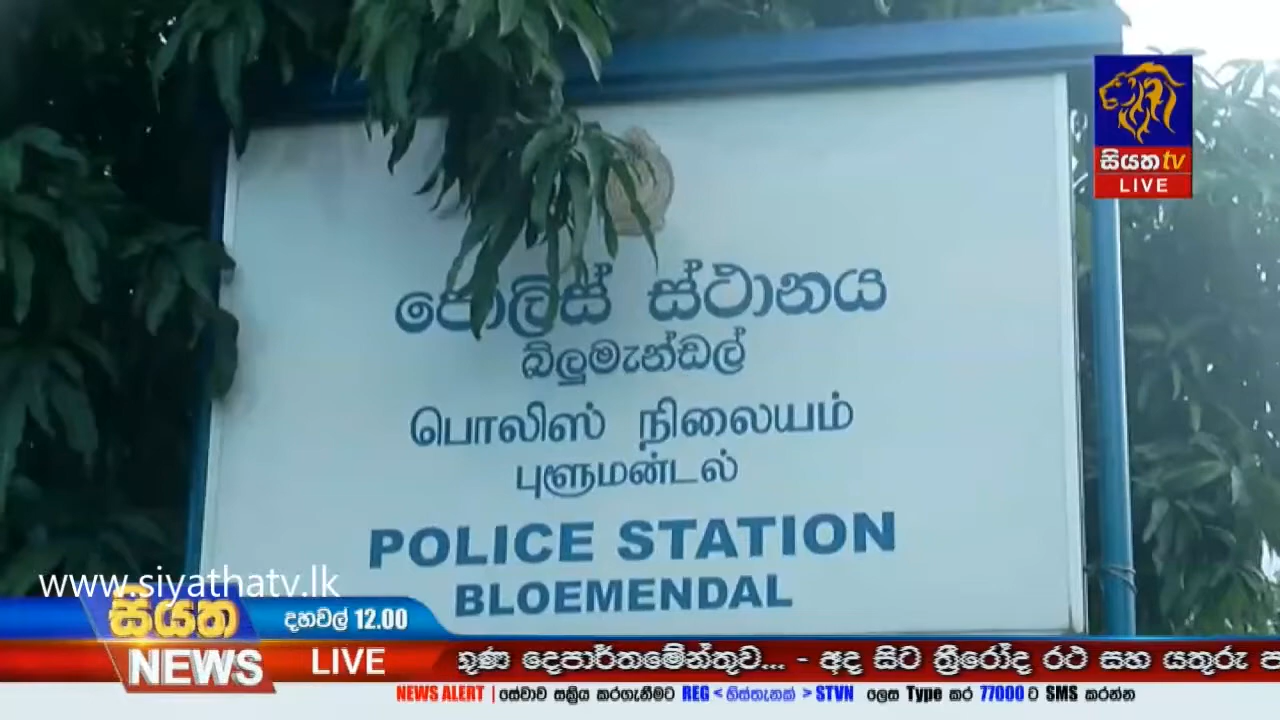 සියත tv
LIVE
පොලිස් ස්ථානය
බ්ලුමැන්ඩල්
பொலிஸ் நிலையம்
புளூமன்டல்
POLICE STATION
BLOEMENDAL
www.siyathatv.lk
සියත
NEWS
දහවල් 12.00
LIVE
දෙපාර්තමේන්තුව... - අද සිට ත්‍රීරෝද රථ සහ යතුරු
NEWS ALERT | සේවාව සක්‍රිය කරගැනීමට REG < හිස්තැනක් > STVN ලෙස Type කර 77000 ට SMS කරන්න